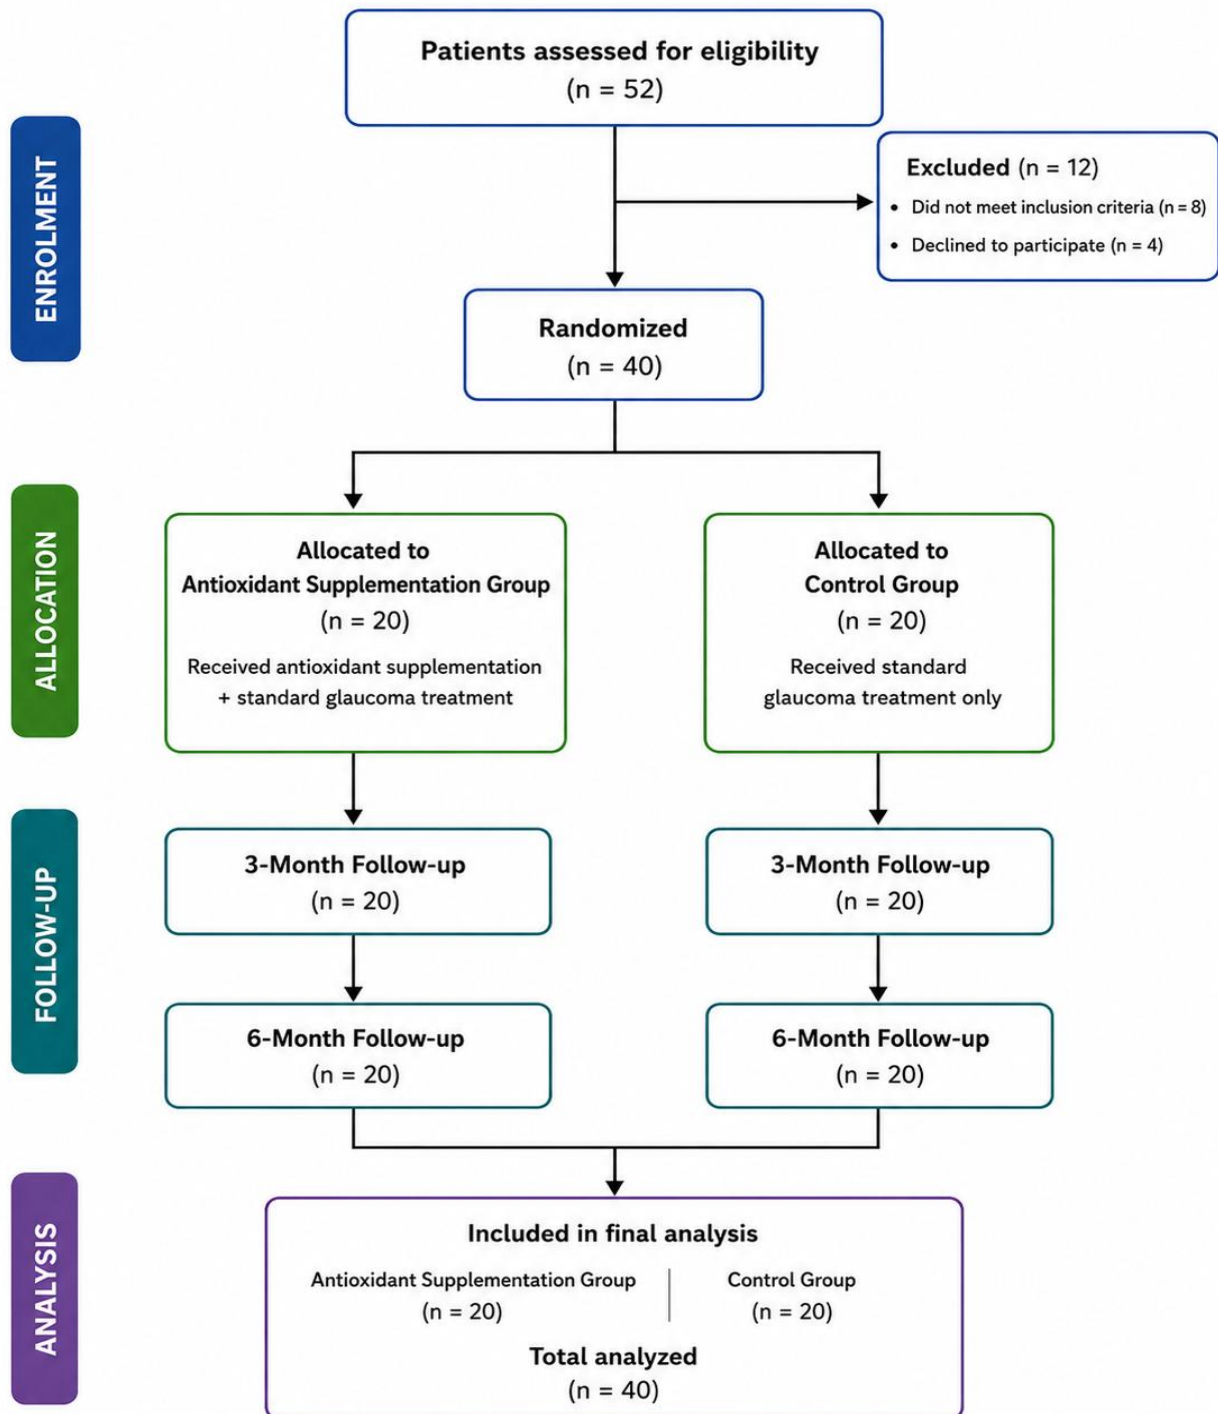 Patients assessed for eligibility
(n = 52)
ENROLMENT
Excluded (n = 12)
• Did not meet inclusion criteria (n = 8)
• Declined to participate (n = 4)
Randomized
(n = 40)
ALLOCATION
Allocated to
Antioxidant Supplementation Group
(n = 20)
Received antioxidant supplementation
+ standard glaucoma treatment
Allocated to
Control Group
(n = 20)
Received standard
glaucoma treatment only
FOLLOW-UP
3-Month Follow-up
(n = 20)
3-Month Follow-up
(n = 20)
6-Month Follow-up
(n = 20)
6-Month Follow-up
(n = 20)
ANALYSIS
Included in final analysis
Antioxidant Supplementation Group
(n = 20)
Control Group
(n = 20)
Total analyzed
(n = 40)